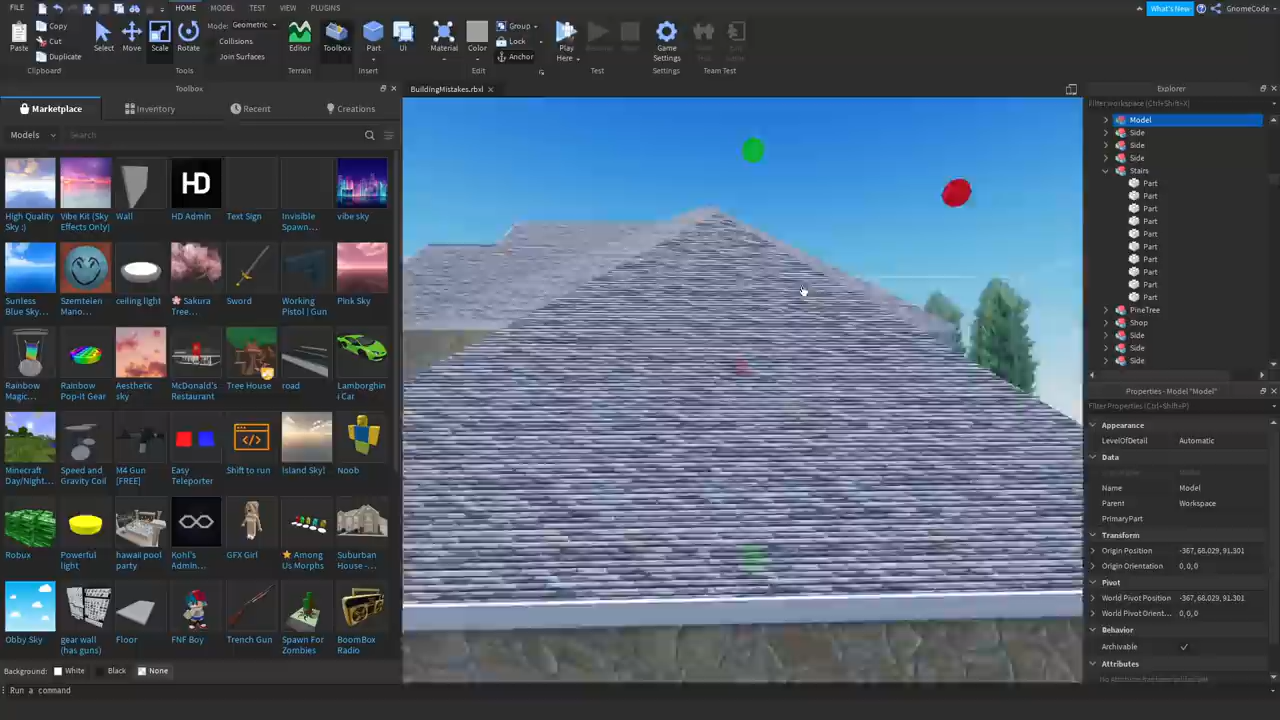 FILE
HOME
MODEL
TEST
VIEW
PLUGINS
What's New
GnomeCode
Paste
Copy
Cut
Duplicate
Clipboard
Select
Move
Scale
Rotate
Mode: Geometric
Collisions
Join Surfaces
Tools
Editor
Terrain
Toolbox
Part
UI
Insert
Material
Color
Group
Lock
Anchor
Edit
Play
Here
Test
Game
Settings
Settings
Team Test
Toolbox
BuildingMistakes.rbxl
Marketplace
Inventory
Recent
Creations
Models
Search
High Quality Sky :)
Vibe Kit (Sky Effects Only)
Wall
HD
HD Admin
Text Sign
Invisible Spawn...
vibe sky
Sunless Blue Sky...
Szemtelen Mano...
ceiling light
Sakura Tree...
Sword
Working Pistol | Gun
Pink Sky
Rainbow Magic...
Rainbow Pop-It Gear
Aesthetic sky
McDonald's Restaurant
Tree House
road
Lamborghin i Car
Minecraft Day/Night...
Speed and Gravity Coil
M4 Gun [FREE]
Easy Teleporter
Shift to run
Island Sky!
Noob
Robux
Powerful light
hawaii pool party
Kohl's Admin...
GFX Girl
Among Us Morphs
Suburban House -...
Obby Sky
gear wall (has guns)
Floor
FNF Boy
Trench Gun
Spawn For Zombies
BoomBox Radio
Background: White Black None
Run a command
Explorer
Filter workspace (Ctrl+Shift+X)
Model
Side
Side
Side
Stairs
Part
Part
Part
Part
Part
Part
Part
Part
Part
Part
PineTree
Shop
Side
Side
Side
Properties - Model "Model"
Filter Properties (Ctrl+Shift+P)
Appearance
LevelOfDetail Automatic
Data
Name Model
Parent Workspace
PrimaryPart
Transform
Origin Position -367, 68.029, 91.301
Origin Orientation 0, 0, 0
Pivot
World Pivot Position -367, 68.029, 91.301
World Pivot Orient... 0, 0, 0
Behavior
Archivable
Attributes